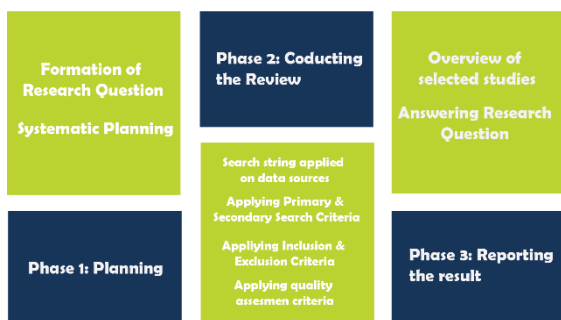 Formation of
Research Question
Systematic Planning
Phase 1: Planning
Phase 2: Coducting
the Review
Search string applied
on data sources
Applying Primary &
Secondary Search Criteria
Appliying Inclusion &
Exclusion Criteria
Applying quality
assesmen criteria
Overview of
selected studies
Answering Research
Question
Phase 3: Reporting
the result